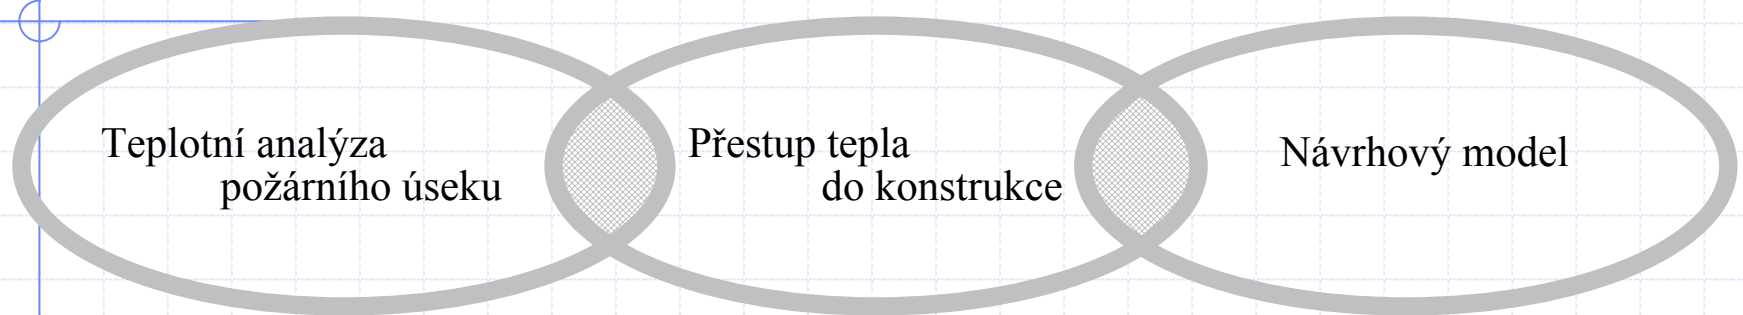 Teplotní analýza
požárního úseku
Přestup tepla
do konstrukce
Návrhový model